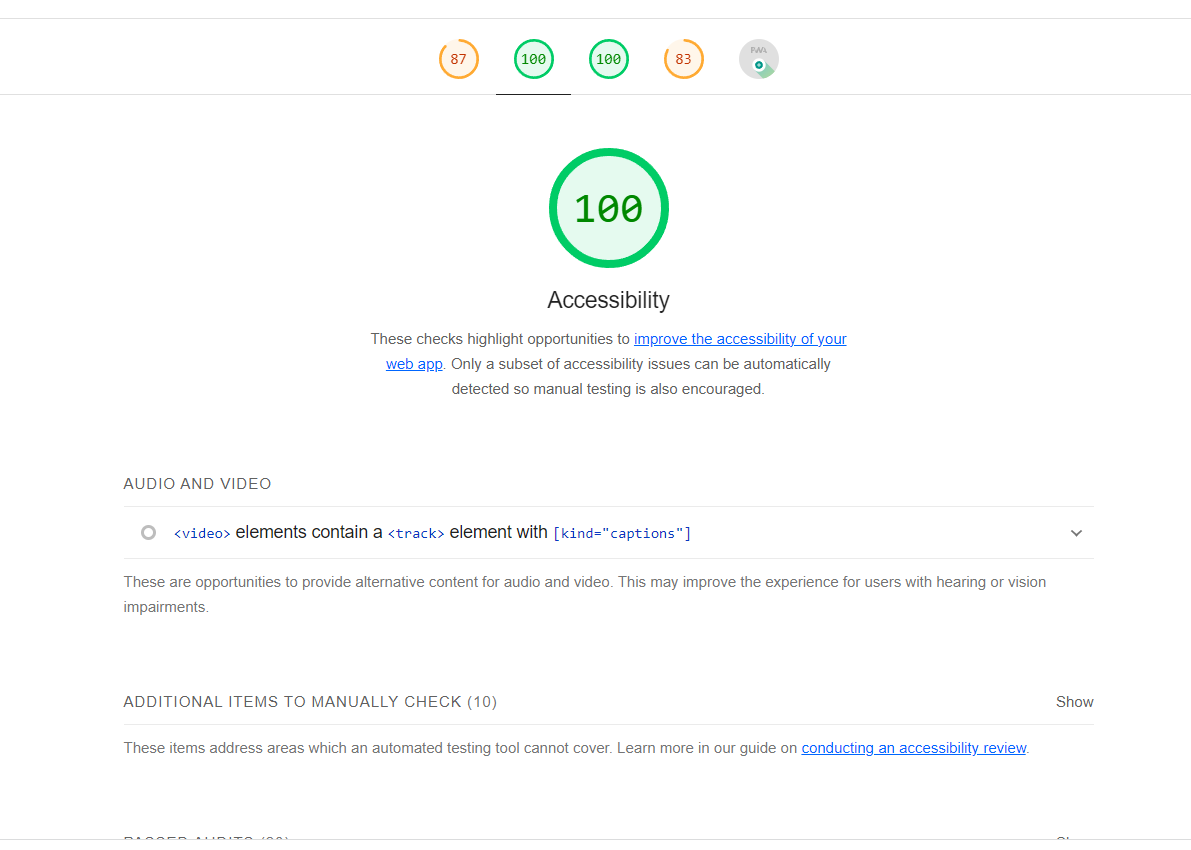 87 100 100 83 PWA
100
Accessibility
These checks highlight opportunities to improve the accessibility of your
web app. Only a subset of accessibility issues can be automatically
detected so manual testing is also encouraged.
AUDIO AND VIDEO
<video> elements contain a <track> element with [kind="captions"]
These are opportunities to provide alternative content for audio and video. This may improve the experience for users with hearing or vision
impairments.
ADDITIONAL ITEMS TO MANUALLY CHECK (10) Show
These items address areas which an automated testing tool cannot cover. Learn more in our guide on conducting an accessibility review.
PASSED AUDITS